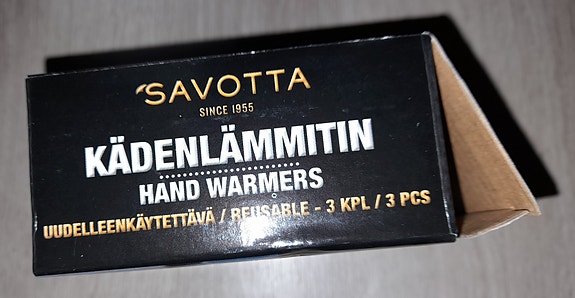 SAVOTTA
SINCE 1955
KÄDENLÄMMITIN
HAND WARMERS
UUDELLEENKÄYTETTÄVÄ / REUSABLE - 3 KPL / 3 PCS